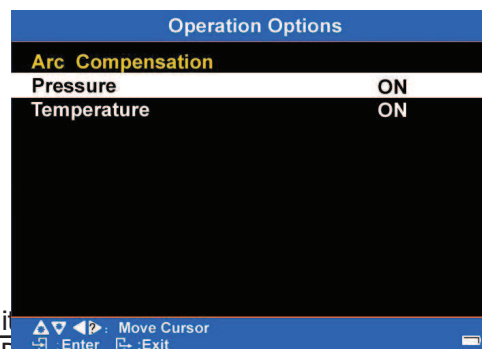 Operation Options
Arc Compensation
Pressure ON
Temperature ON
: Move Cursor
:Enter :Exit